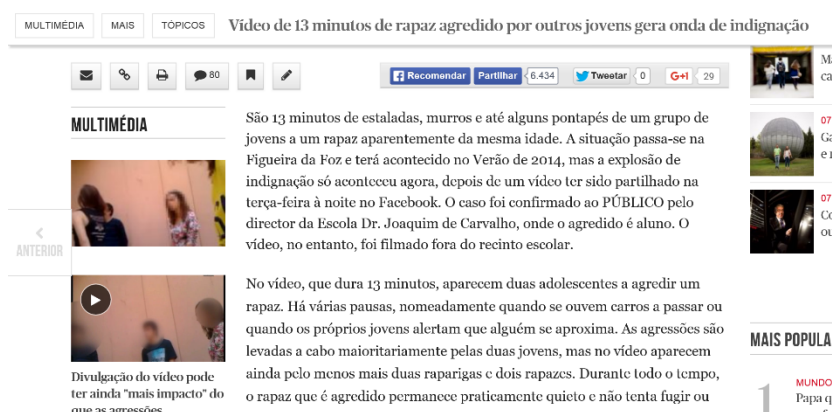 MULTIMÉDIA
MAIS
TÓPICOS
Vídeo de 13 minutos de rapaz agredido por outros jovens gera onda de indignação
80
Recomendar
Partilhar
6.434
Tweetar
0
G+1
29
MULTIMÉDIA
ANTERIOR
Divulgação do vídeo pode
ter ainda "mais impacto" do
que as agressões
São 13 minutos de estaladas, murros e até alguns pontapés de um grupo de
jovens a um rapaz aparentemente da mesma idade. A situação passa-se na
Figueira da Foz e terá acontecido no Verão de 2014, mas a explosão de
indignação só aconteceu agora, depois de um vídeo ter sido partilhado na
terça-feira à noite no Facebook. O caso foi confirmado ao PÚBLICO pelo
director da Escola Dr. Joaquim de Carvalho, onde o agredido é aluno. O
vídeo, no entanto, foi filmado fora do recinto escolar.
No vídeo, que dura 13 minutos, aparecem duas adolescentes a agredir um
rapaz. Há várias pausas, nomeadamente quando se ouvem carros a passar ou
quando os próprios jovens alertam que alguém se aproxima. As agressões são
levadas a cabo maioritariamente pelas duas jovens, mas no vídeo aparecem
ainda pelo menos mais duas raparigas e dois rapazes. Durante todo o tempo,
o rapaz que é agredido permanece praticamente quieto e não tenta fugir ou
07
07
MAIS POPULA
1
MUNDO
Papa q